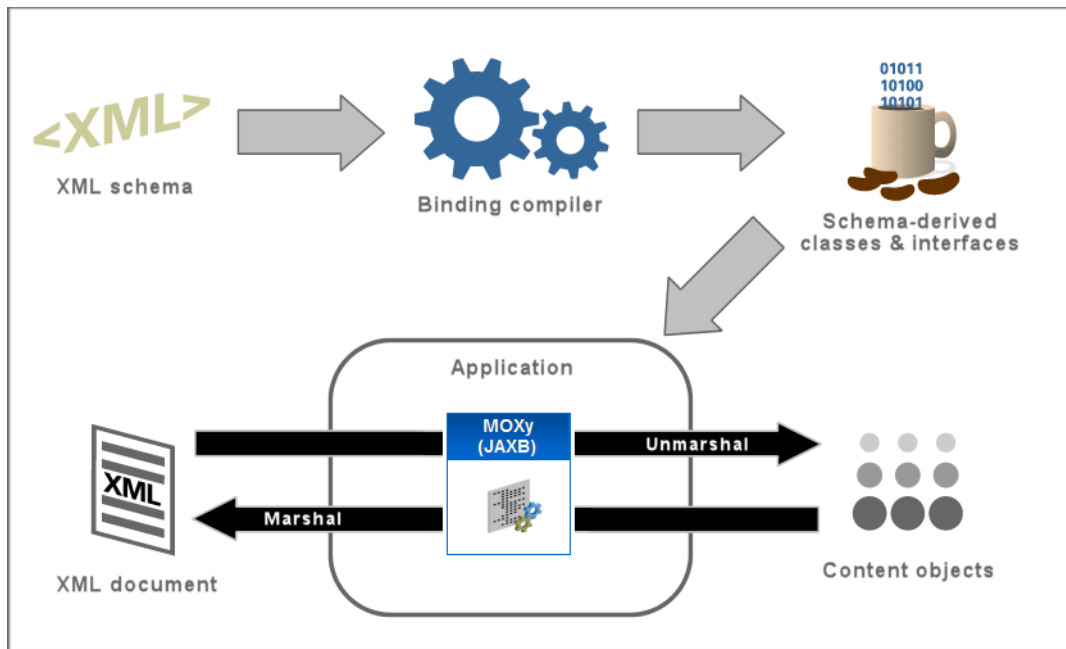 <XML>
XML schema
Binding compiler
01011
10100
10101
Schema-derived
classes & interfaces
Application
MOXy
(JAXB)
Unmarshal
Marshal
XML
XML document
Content objects